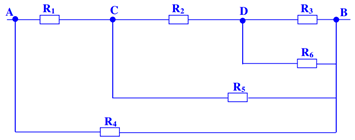 A R₁ C R₂ D R₃ B
R₆
R₅
R₄